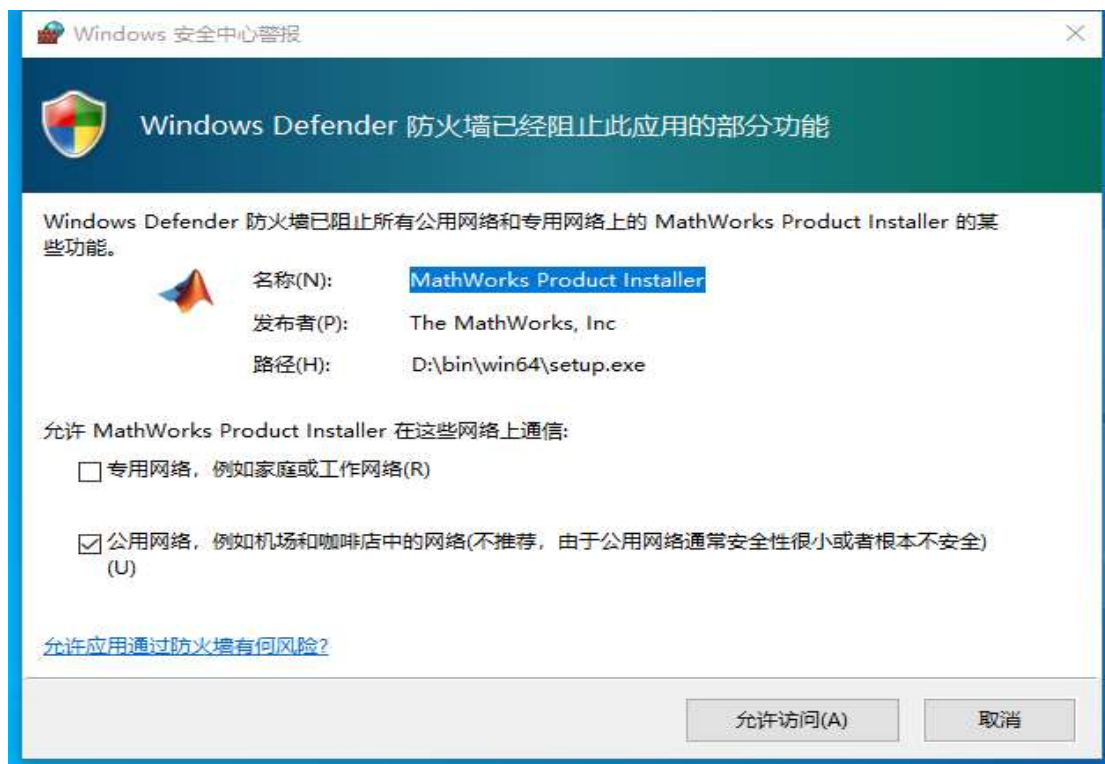 Windows 安全中心警报
Windows Defender 防火墙已经阻止此应用的部分功能
Windows Defender 防火墙已阻止所有公用网络和专用网络上的 MathWorks Product Installer 的某
些功能。
名称(N): MathWorks Product Installer
发布者(P): The MathWorks, Inc
路径(H): D:\bin\win64\setup.exe
允许 MathWorks Product Installer 在这些网络上通信:
专用网络，例如家庭或工作网络(R)
公用网络，例如机场和咖啡店中的网络(不推荐，由于公用网络通常安全性很小或者根本不安全)
(U)
允许应用通过防火墙有何风险?
允许访问(A) 取消